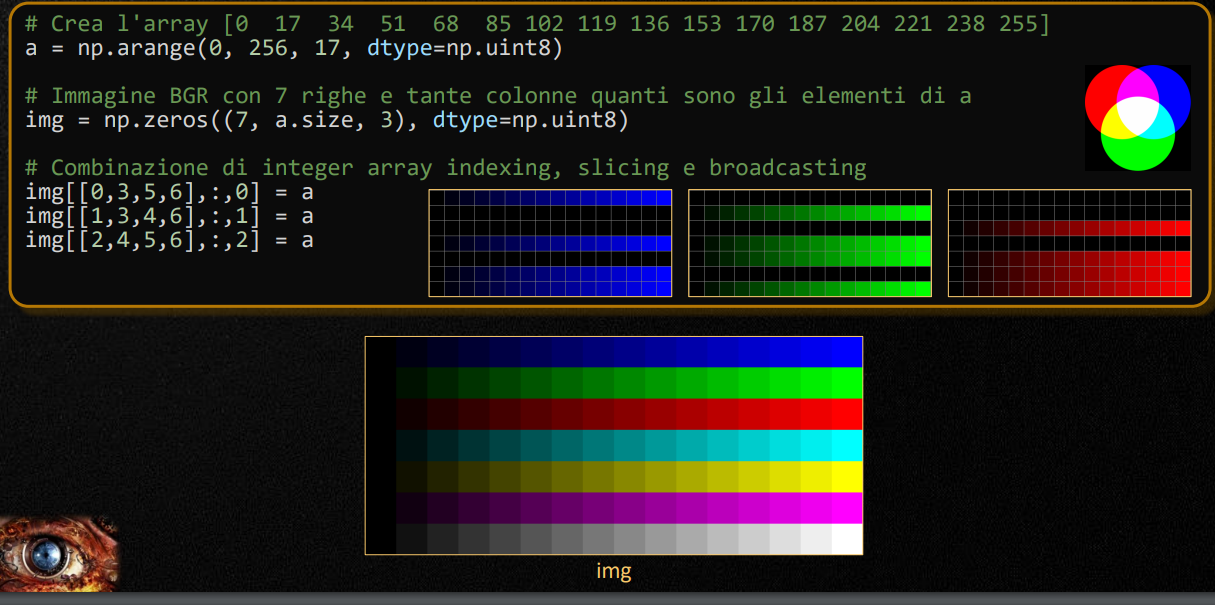 # Crea l'array [0  17  34  51  68  85 102 119 136 153 170 187 204 221 238 255]
a = np.arange(0, 256, 17, dtype=np.uint8)
# Immagine BGR con 7 righe e tante colonne quanti sono gli elementi di a
img = np.zeros((7, a.size, 3), dtype=np.uint8)
# Combinazione di integer array indexing, slicing e broadcasting
img[[0,3,5,6],:,0] = a
img[[1,3,4,6],:,1] = a
img[[2,4,5,6],:,2] = a
img